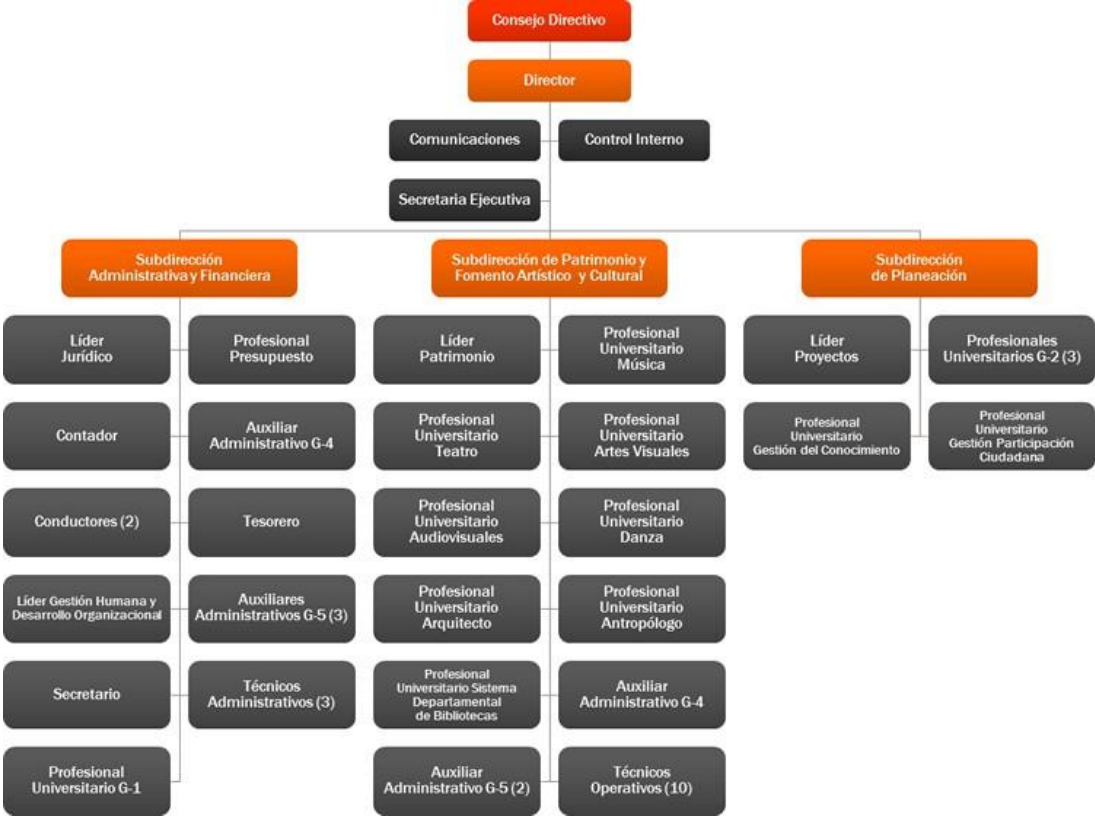 Consejo Directivo
Director
Comunicaciones
Control Interno
Secretaria Ejecutiva
Subdirección
Administrativa y Financiera
Subdirección de Patrimonio y
Fomento Artístico y Cultural
Subdirección
de Planeación
Líder
Jurídico
Profesional
Presupuesto
Líder
Patrimonio
Profesional
Universitario
Música
Líder
Proyectos
Profesionales
Universitarios G-2 (3)
Contador
Auxiliar
Administrativo G-4
Profesional
Universitario
Teatro
Profesional
Universitario
Artes Visuales
Profesional
Universitario
Gestión del Conocimiento
Profesional
Universitario
Gestión Participación
Ciudadana
Conductores (2)
Tesorero
Profesional
Universitario
Audiovisuales
Profesional
Universitario
Danza
Líder Gestión Humana y
Desarrollo Organizacional
Auxiliares
Administrativos G-5 (3)
Profesional
Universitario
Arquitecto
Profesional
Universitario
Antropólogo
Secretario
Técnicos
Administrativos (3)
Profesional
Universitario Sistema
Departamental
de Bibliotecas
Auxiliar
Administrativo G-4
Profesional
Universitario G-1
Auxiliar
Administrativo G-5 (2)
Técnicos
Operativos (10)